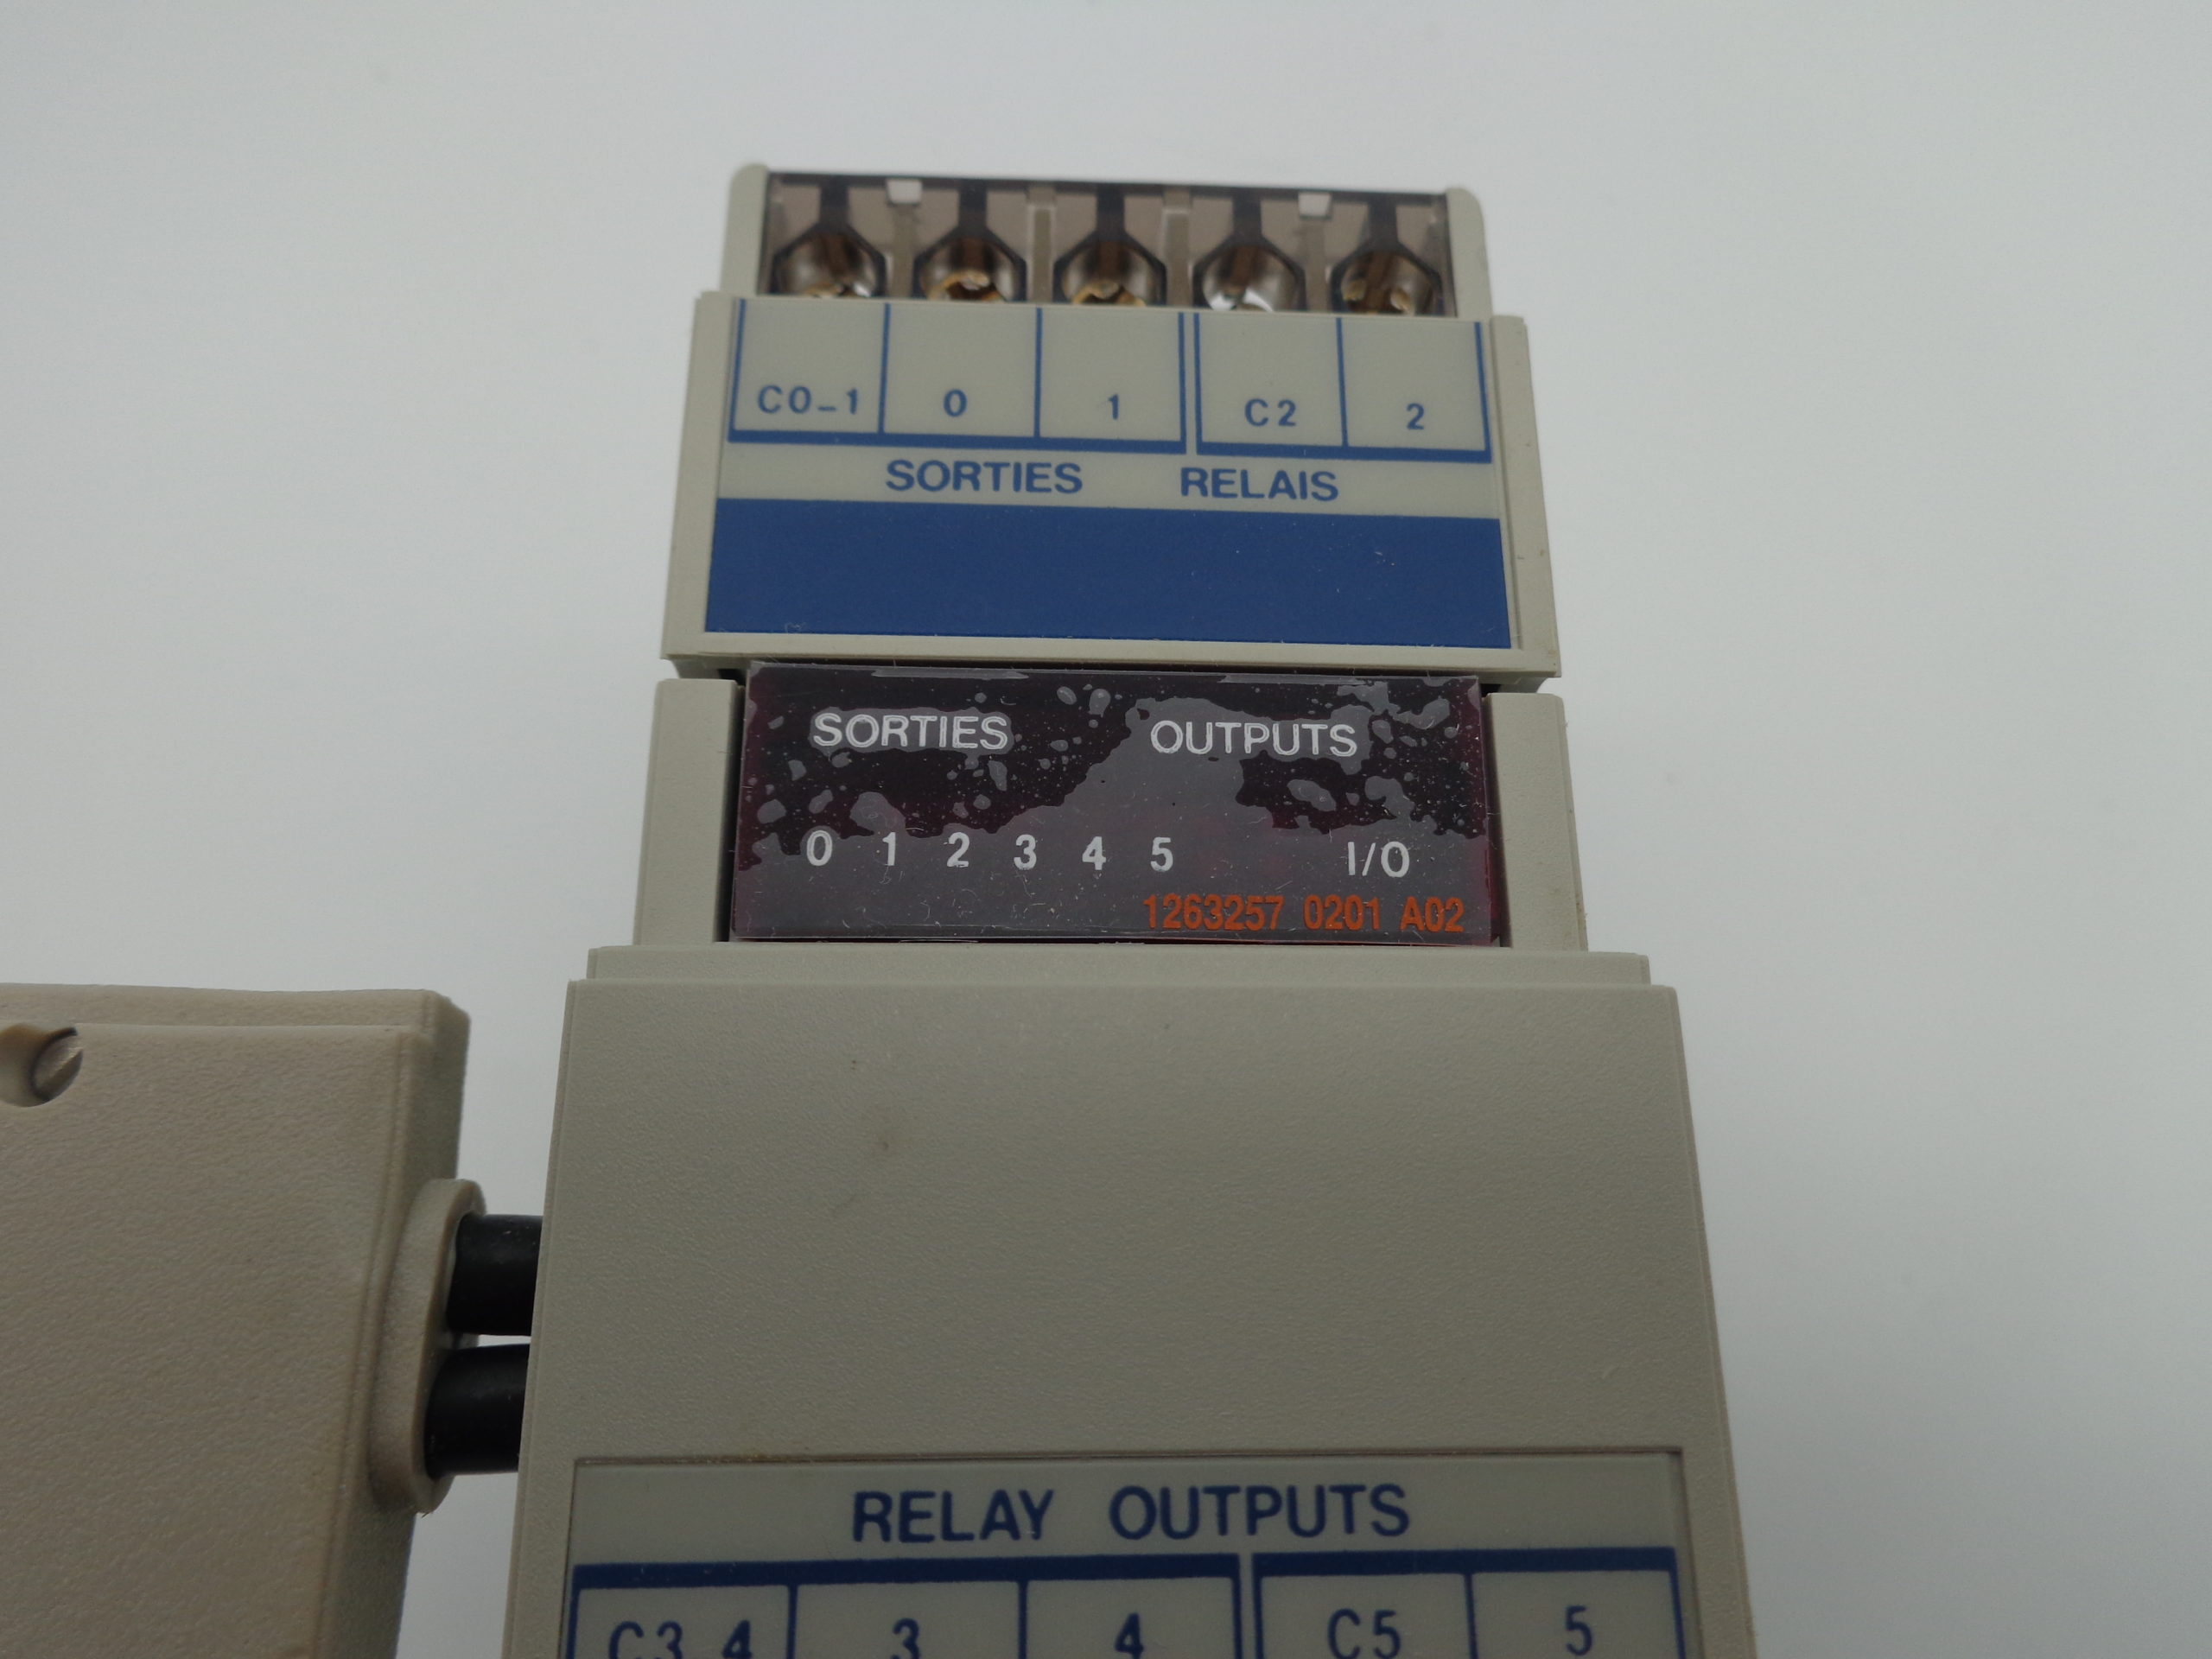 C0-1 0 1 C2 2
SORTIES RELAIS
SORTIES OUTPUTS
0 1 2 3 4 5 I/O
1263257 0201 A02
RELAY OUTPUTS
C3 4 3 4 C5 5